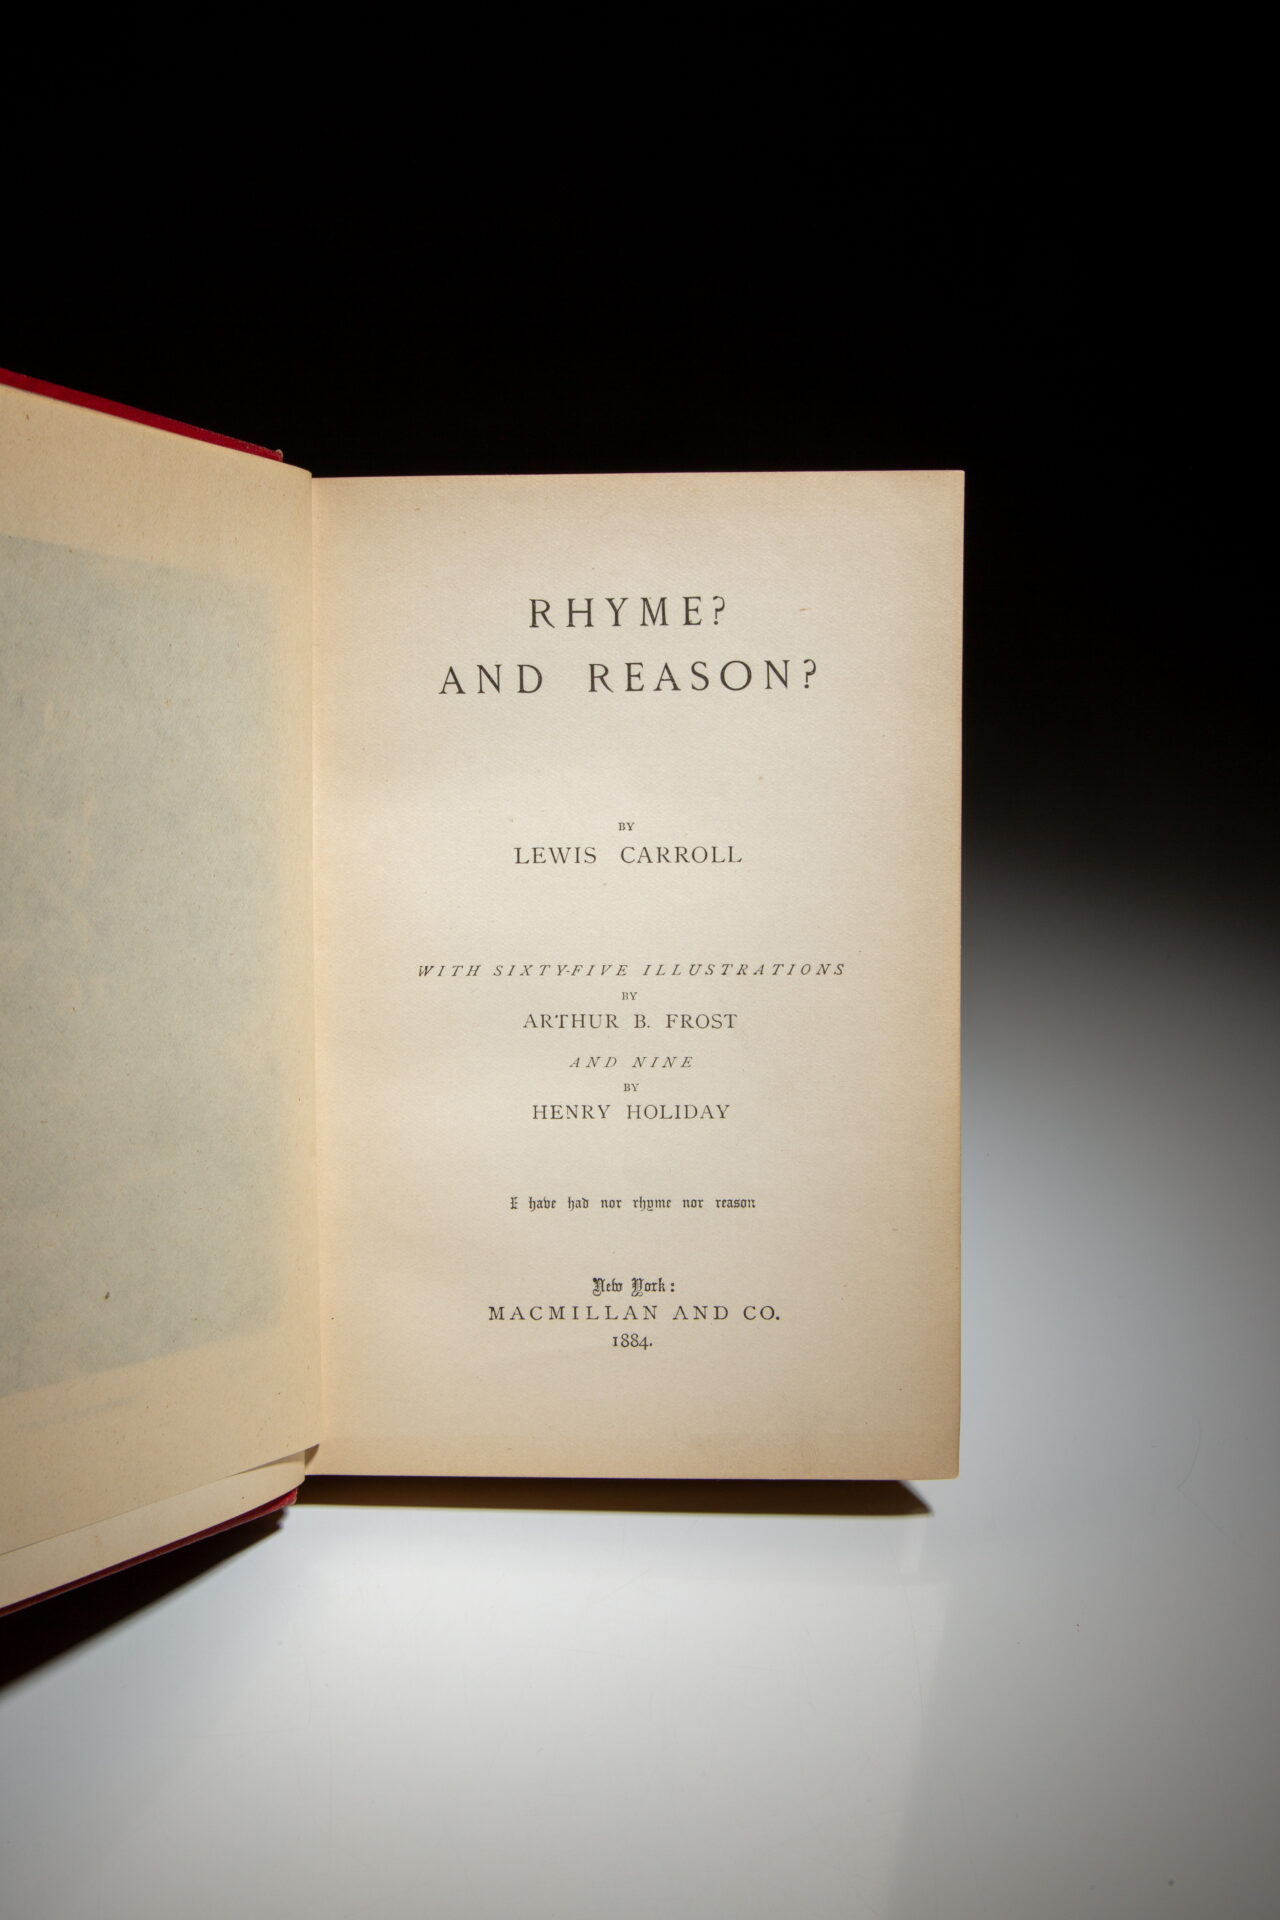 RHYME?
AND REASON?
BY
LEWIS CARROLL
WITH SIXTY-FIVE ILLUSTRATIONS
BY
ARTHUR B. FROST
AND NINE
BY
HENRY HOLIDAY
I have had nor rhyme nor reason
New York:
MACMILLAN AND CO.
1884.